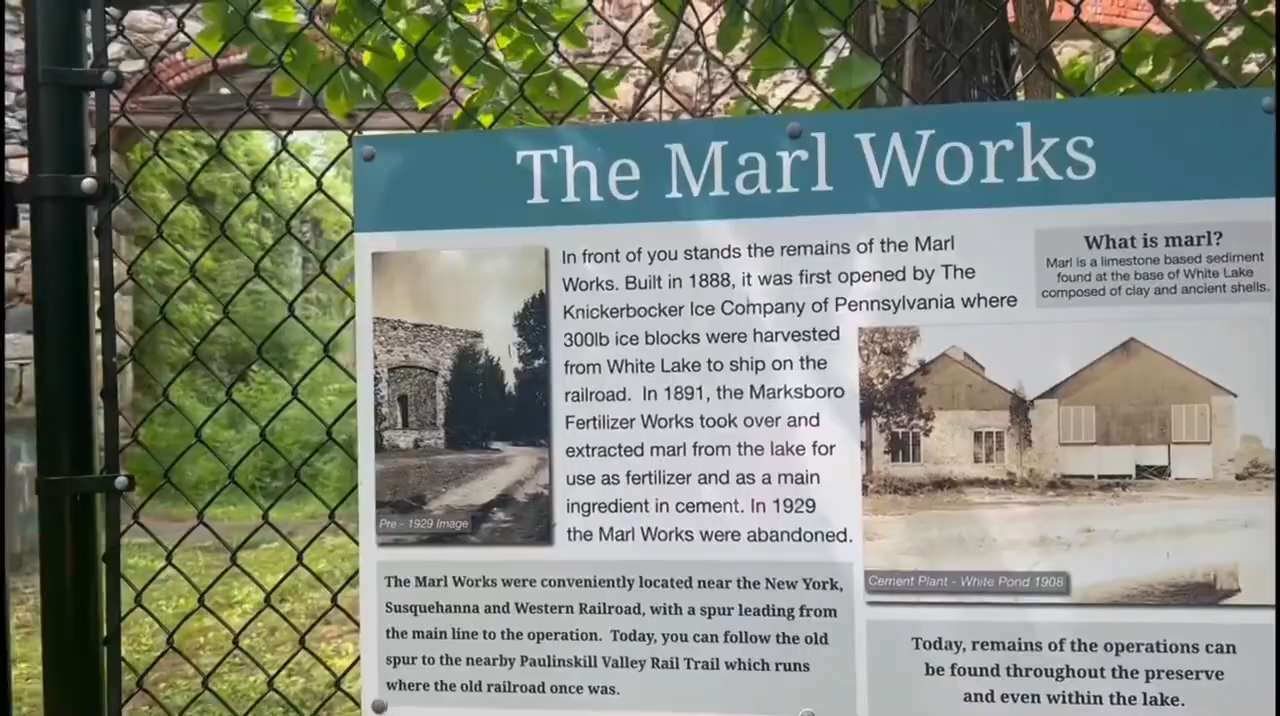 The Marl Works
In front of you stands the remains of the Marl
Works. Built in 1888, it was first opened by The
Knickerbocker Ice Company of Pennsylvania where
300lb ice blocks were harvested
from White Lake to ship on the
railroad. In 1891, the Marksboro
Fertilizer Works took over and
extracted marl from the lake for
use as fertilizer and as a main
ingredient in cement. In 1929
the Marl Works were abandoned.
What is marl?
Marl is a limestone based sediment
found at the base of White Lake
composed of clay and ancient shells.
Pre - 1929 Image
Cement Plant - White Pond 1908
The Marl Works were conveniently located near the New York,
Susquehanna and Western Railroad, with a spur leading from
the main line to the operation. Today, you can follow the old
spur to the nearby Paulinskill Valley Rail Trail which runs
where the old railroad once was.
Today, remains of the operations can
be found throughout the preserve
and even within the lake.